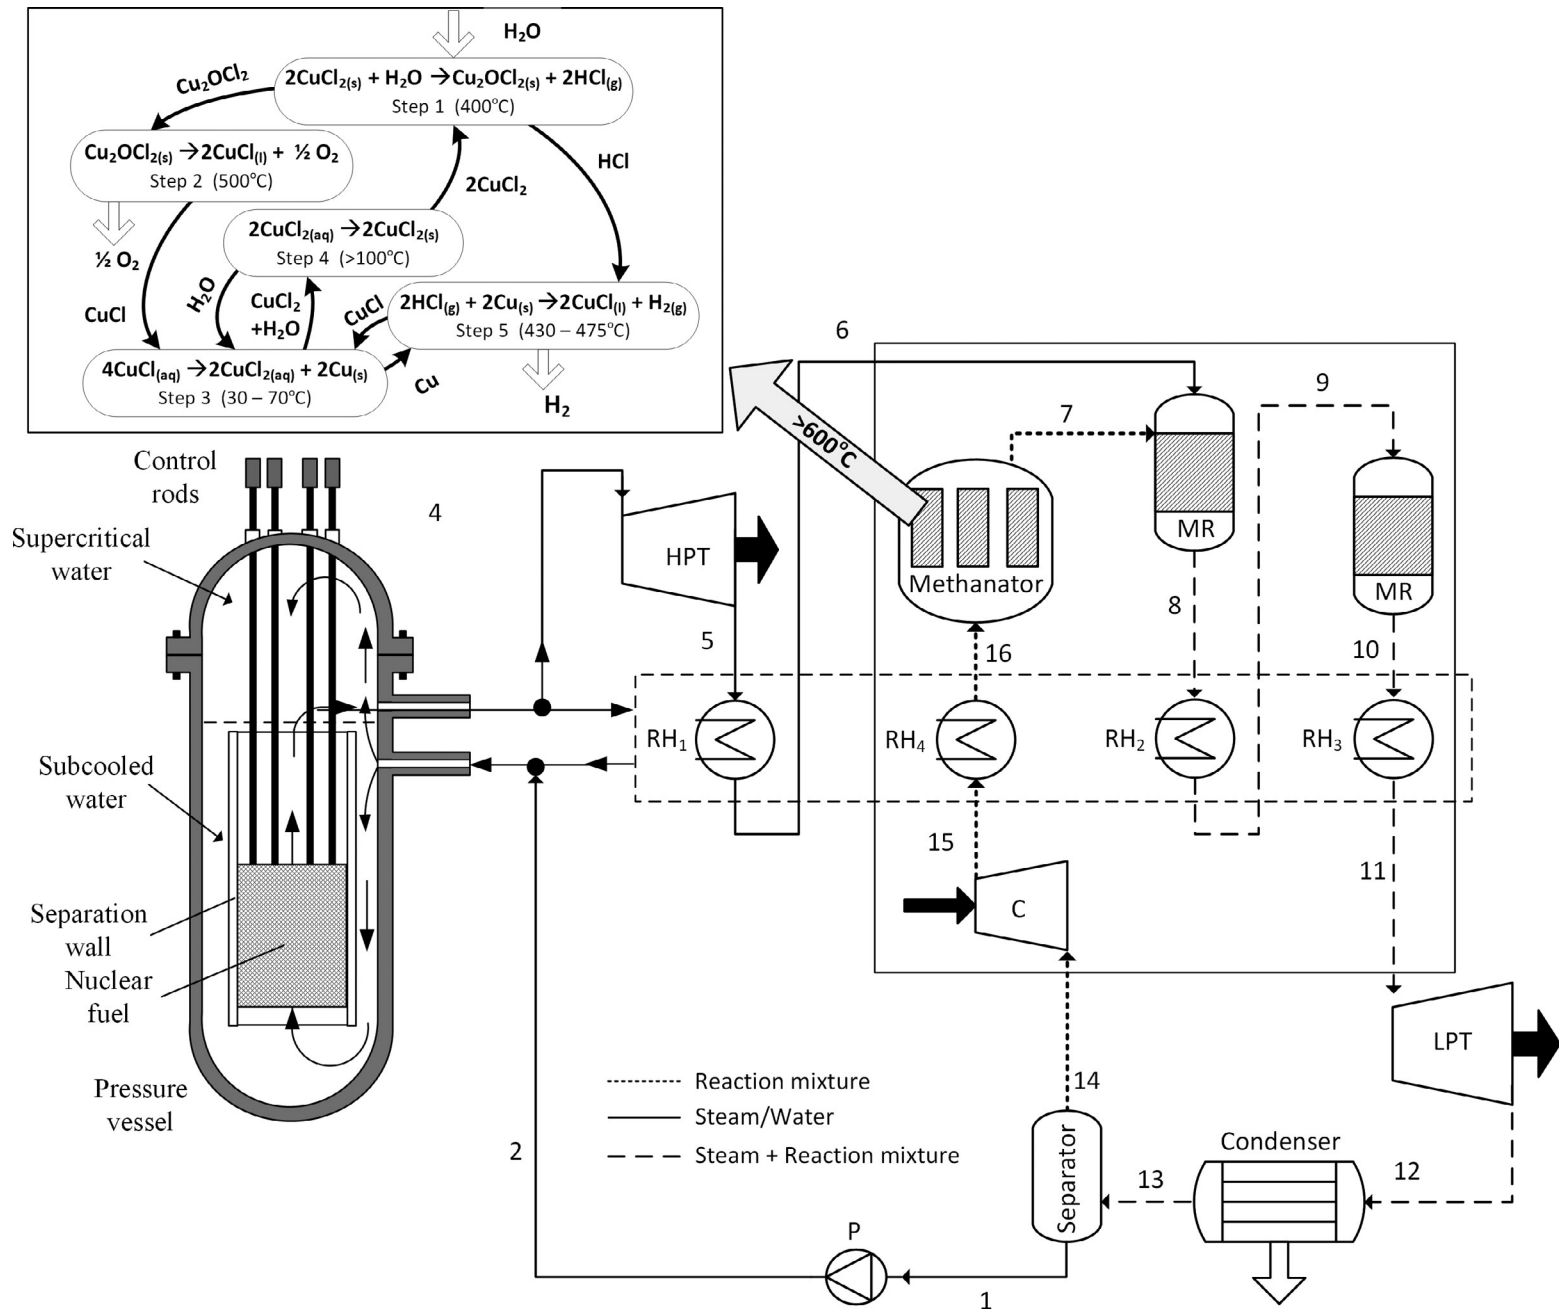 H₂O
Cu₂OCl₂
2CuCl₂(s) + H₂O →Cu₂OCl₂(s) + 2HCl(g)
Step 1 (400°C)
Cu₂OCl₂(s) →2CuCl(l) + ½ O₂
Step 2 (500°C)
HCl
2CuCl₂
2CuCl₂(aq) →2CuCl₂(s)
Step 4 (>100°C)
½ O₂
H₂O
CuCl₂
+H₂O
CuCl
CuCl
2HCl(g) + 2Cu(s) →2CuCl(l) + H₂(g)
Step 5 (430 – 475°C)
4CuCl(aq) →2CuCl₂(aq) + 2Cu(s)
Step 3 (30 – 70°C)
Cu
H₂
6
9
7
>600°C
Control
rods
4
Supercritical
water
HPT
Methanator
MR
MR
8
5
16
10
RH₁
RH₄
RH₂
RH₃
Subcooled
water
15
11
Separation
wall
C
Nuclear
fuel
LPT
Pressure
vessel
Reaction mixture
Steam/Water
Steam + Reaction mixture
14
Separator
Condenser
2
13
12
P
1